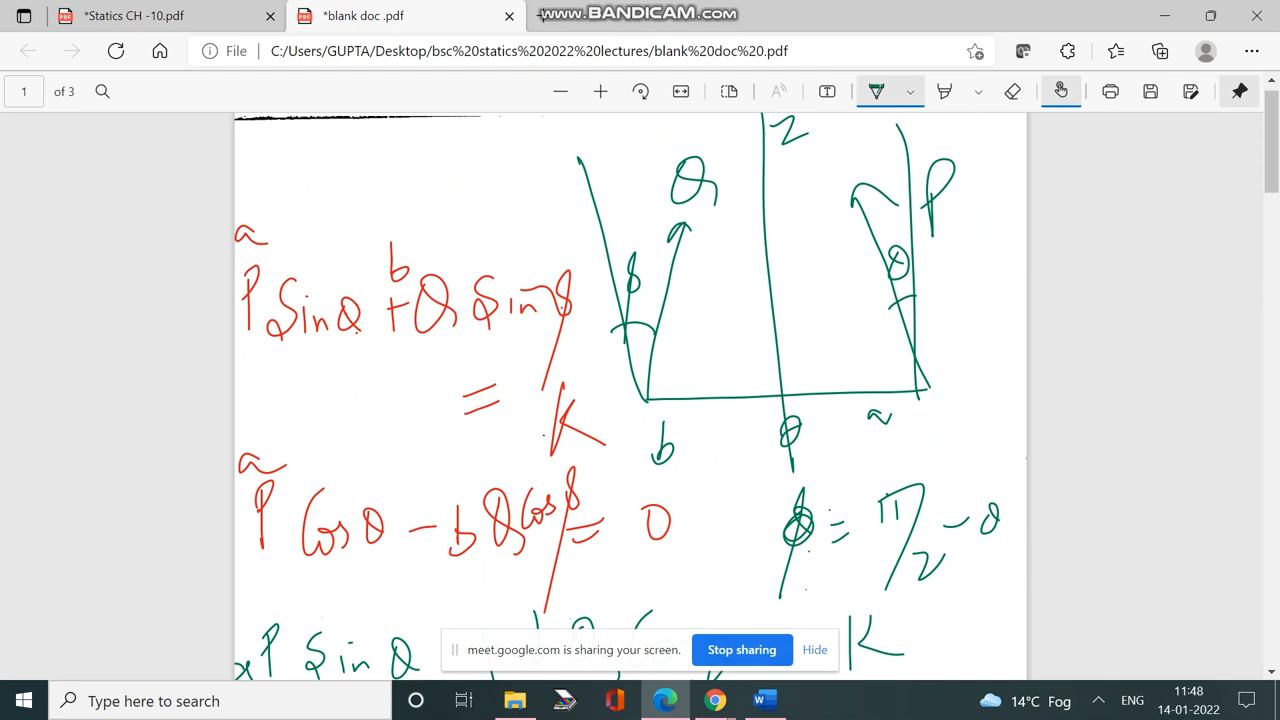 *Statics CH -10.pdf
*blank doc .pdf
www.BANDICAM.com
File
C:/Users/GUPTA/Desktop/bsc%20statics%202022%20lectures/blank%20doc%20.pdf
1 of 3
Z
Q
P
θ
a
P Sin θ + b Q Sin φ
= K
b
a
a
P Cos θ - b Q cos φ = 0
φ = π/2 - θ
P Sin θ
K
meet.google.com is sharing your screen.
Stop sharing
Hide
Type here to search
14°C Fog
ENG
11:48
14-01-2022